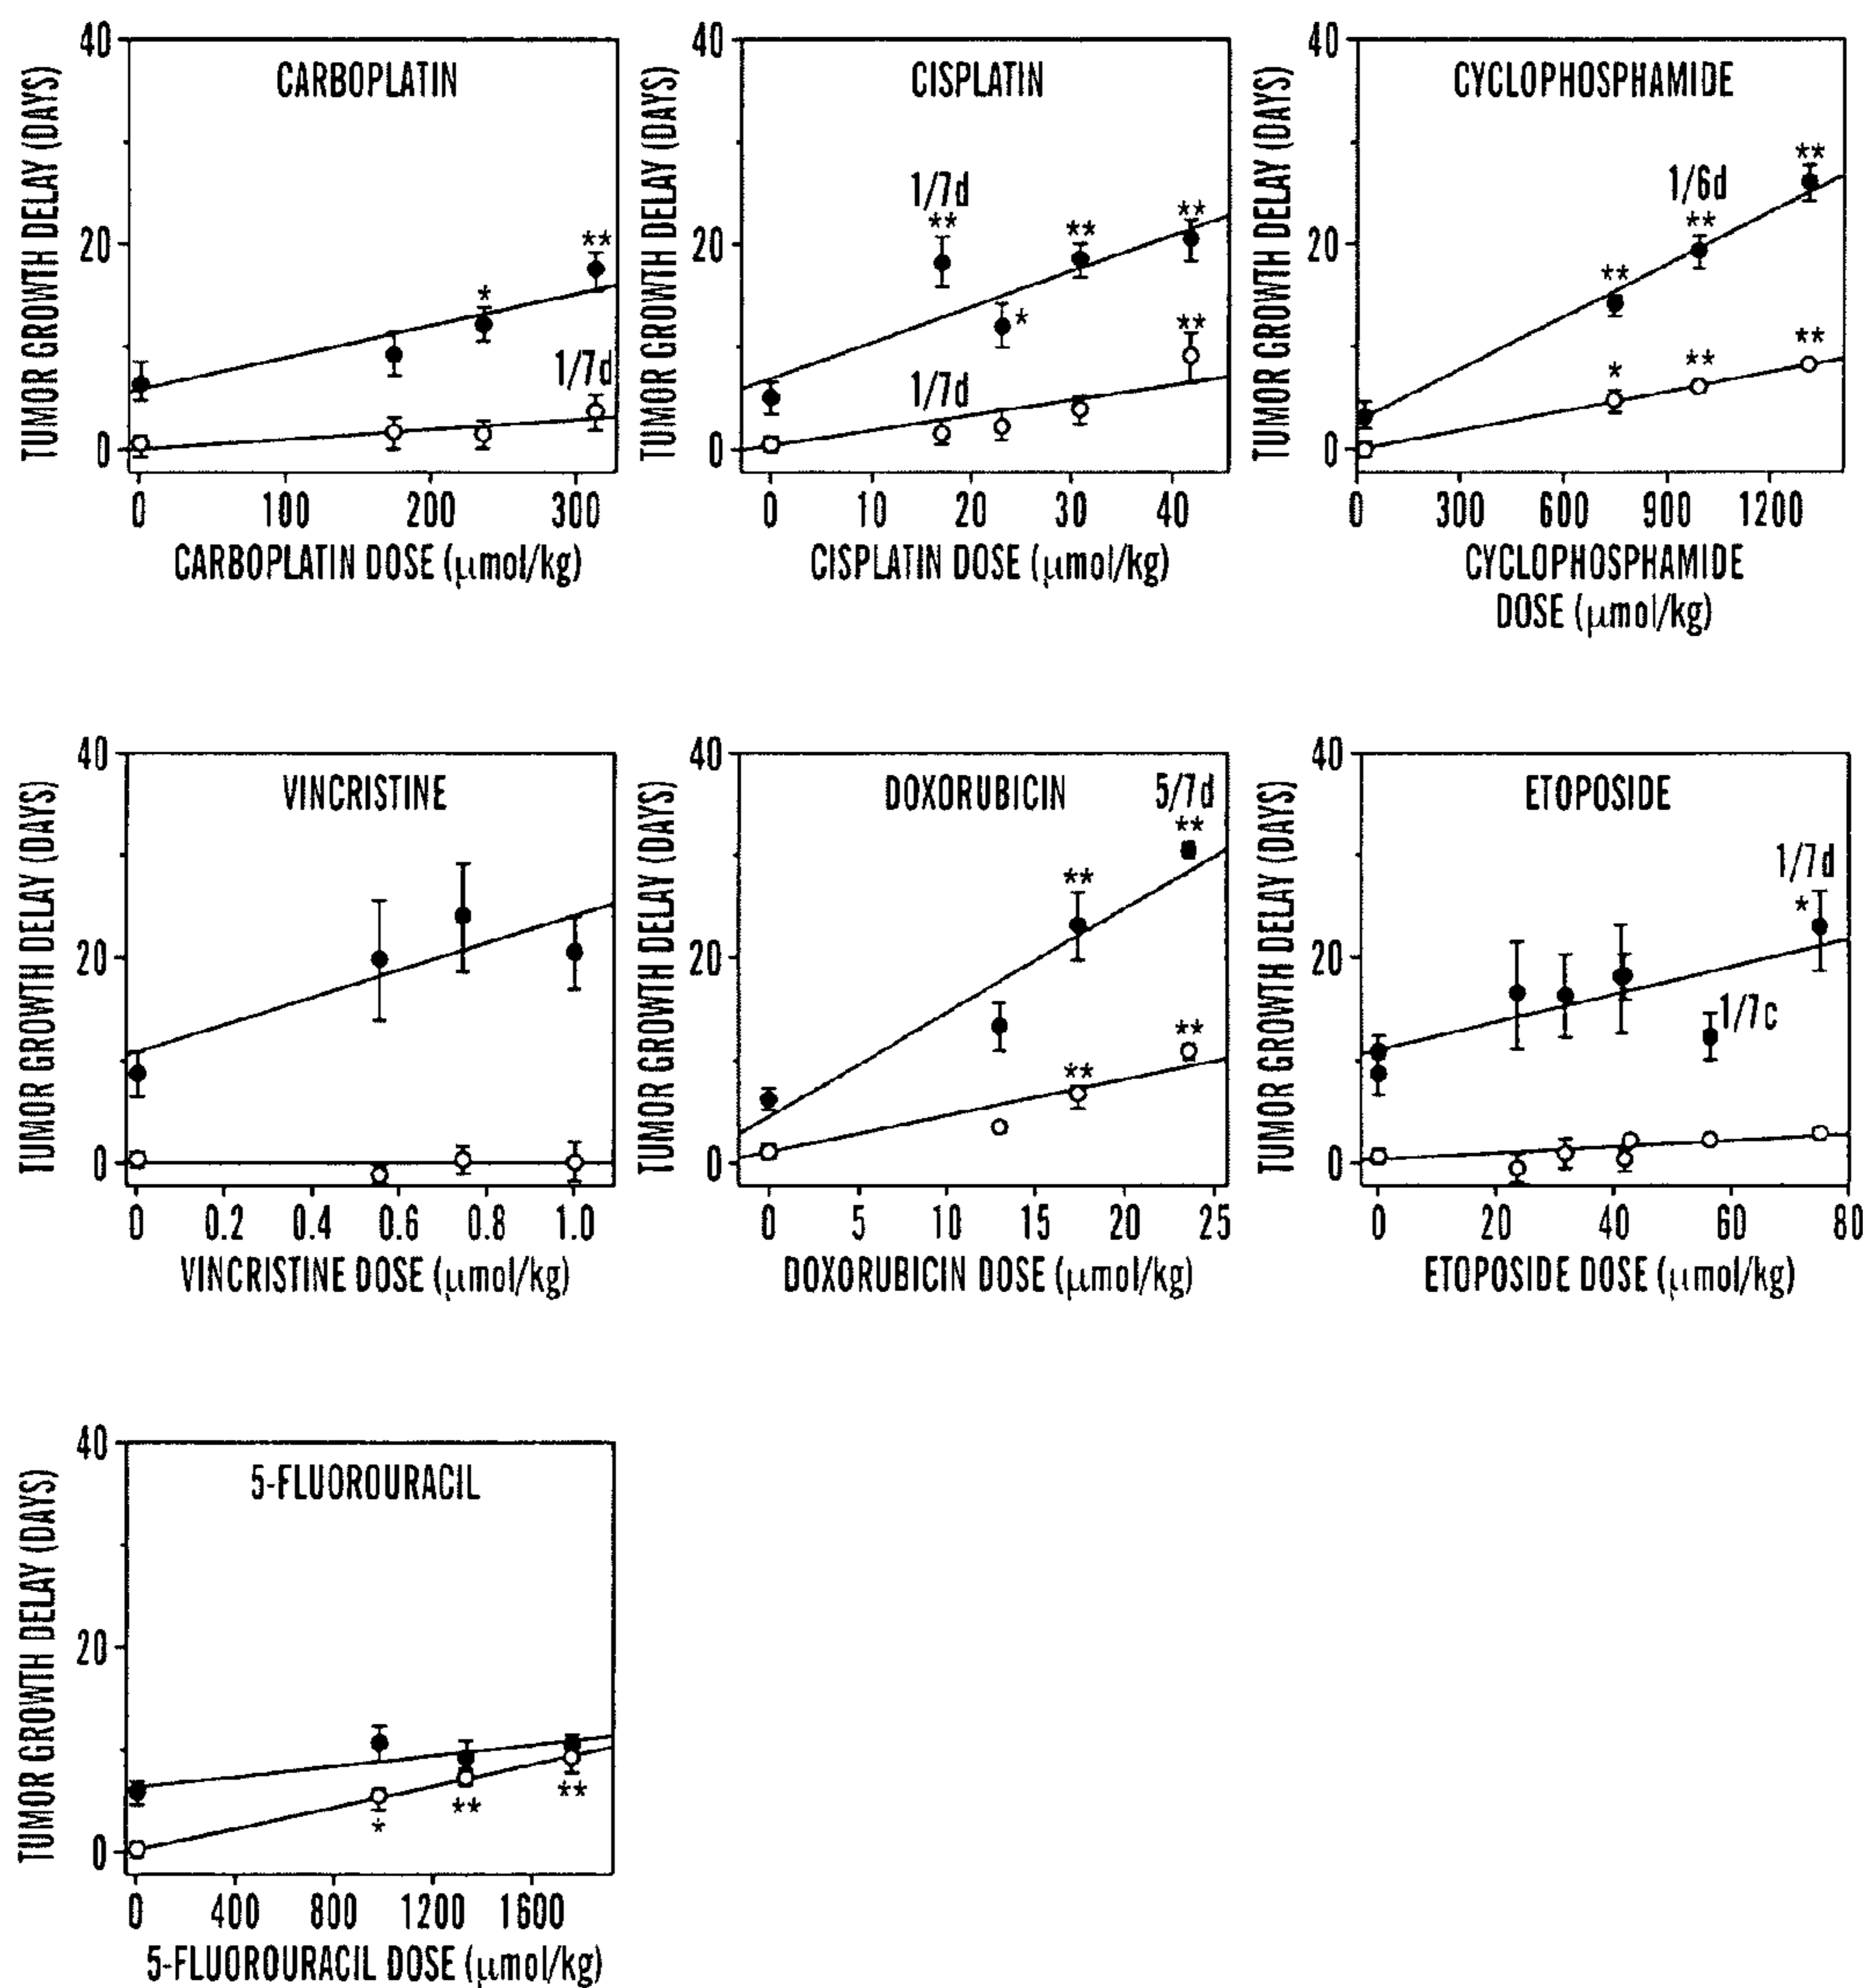 TUMOR GROWTH DELAY (DAYS)
40
20
0
CARBOPLATIN
**
*
1/7d
0 100 200 300
CARBOPLATIN DOSE (μmol/kg)
TUMOR GROWTH DELAY (DAYS)
40
20
0
CISPLATIN
1/7d
**
**
**
*
**
1/7d
0 10 20 30 40
CISPLATIN DOSE (μmol/kg)
TUMOR GROWTH DELAY (DAYS)
40
20
0
CYCLOPHOSPHAMIDE
**
1/6d
**
**
**
**
*
0 300 600 900 1200
CYCLOPHOSPHAMIDE
DOSE (μmol/kg)
TUMOR GROWTH DELAY (DAYS)
40
20
0
VINCRISTINE
0 0.2 0.4 0.6 0.8 1.0
VINCRISTINE DOSE (μmol/kg)
TUMOR GROWTH DELAY (DAYS)
40
20
0
DOXORUBICIN
5/7d
**
**
**
**
0 5 10 15 20 25
DOXORUBICIN DOSE (μmol/kg)
TUMOR GROWTH DELAY (DAYS)
40
20
0
ETOPOSIDE
1/7d
*
1/7c
0 20 40 60 80
ETOPOSIDE DOSE (μmol/kg)
TUMOR GROWTH DELAY (DAYS)
40
20
0
5-FLUOROURACIL
*
**
**
0 400 800 1200 1600
5-FLUOROURACIL DOSE (μmol/kg)